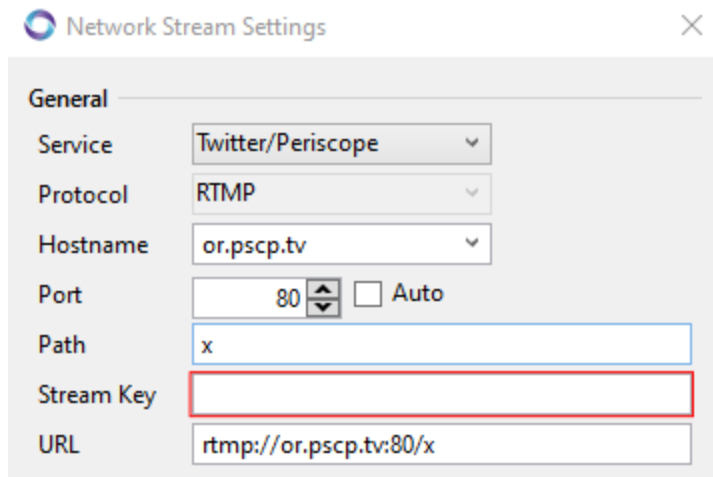 Network Stream Settings
General
Service Twitter/Periscope
Protocol RTMP
Hostname or.pscp.tv
Port 80 Auto
Path x
Stream Key
URL rtmp://or.pscp.tv:80/x